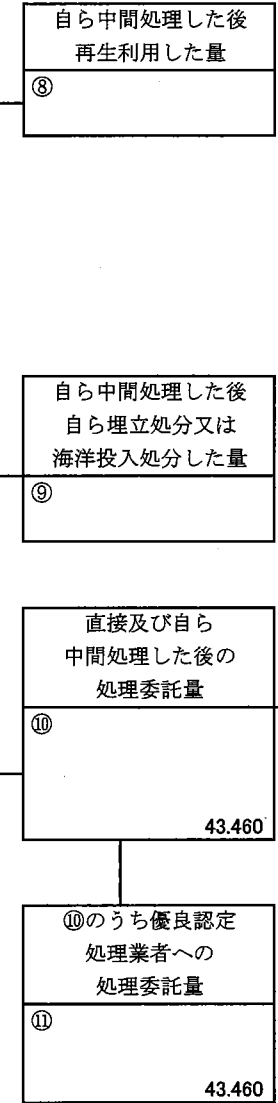 自ら中間処理した後
再生利用した量
⑧
自ら中間処理した後
自ら埋立処分又は
海洋投入処分した量
⑨
直接及び自ら
中間処理した後の
処理委託量
⑩
43.460
⑩のうち優良認定
処理業者への
処理委託量
⑪
43.460